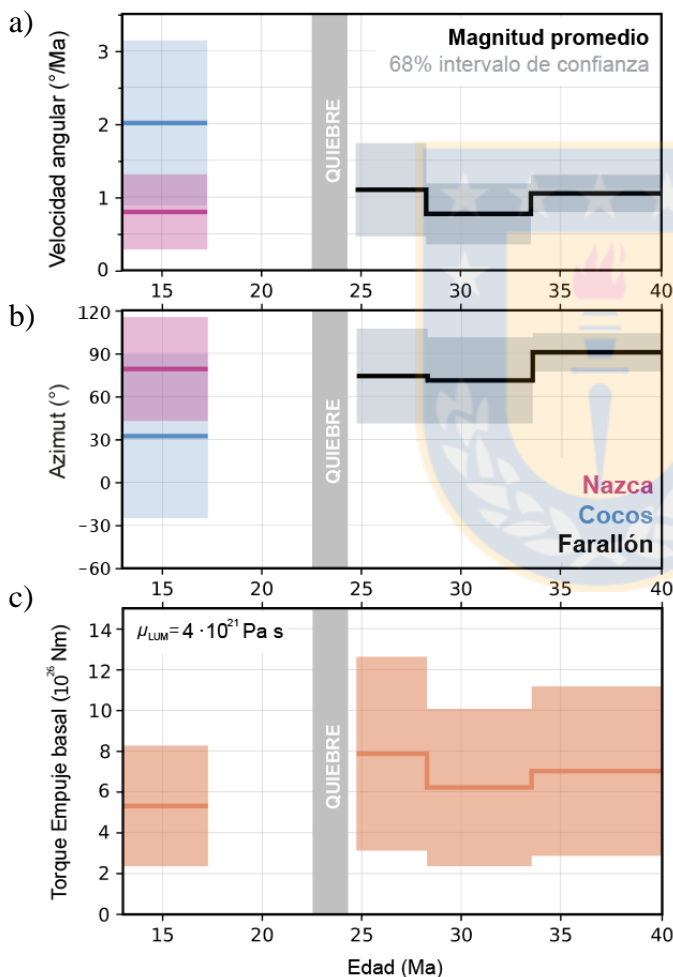 a)
Velocidad angular (°/Ma)
3
2
1
0
Magnitud promedio
68% intervalo de confianza
QUIEBRE
15 20 25 30 35 40
b)
Azimut (°)
120
90
60
30
0
−30
−60
QUIEBRE
Nazca
Cocos
Farallón
15 20 25 30 35 40
c)
Torque Empuje basal (10²⁶ Nm)
14
12
10
8
6
4
2
0
μLUM = 4 · 10²¹ Pa s
QUIEBRE
15 20 25 30 35 40
Edad (Ma)